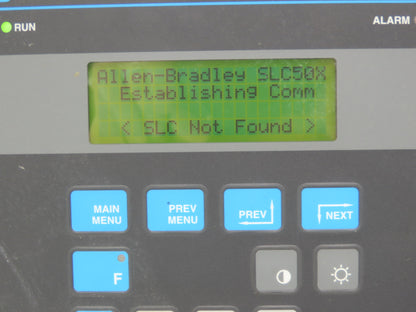 RUN
ALARM
Allen-Bradley SLC50X
Establishing Comm
< SLC Not Found >
MAIN MENU
PREV MENU
PREV
NEXT
F